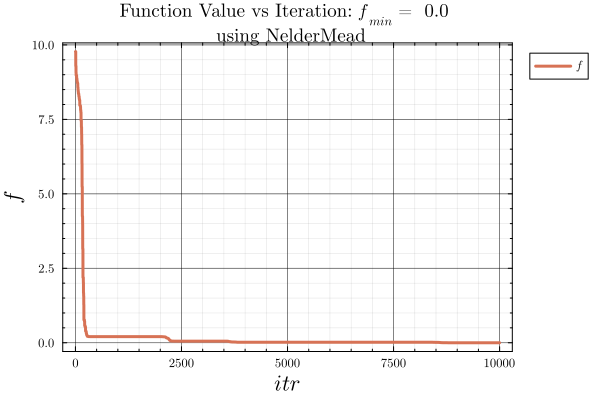 Function Value vs Iteration: f_min = 0.0
using NelderMead
10.0
7.5
5.0
2.5
0.0
f
0 2500 5000 7500 10000
itr
f